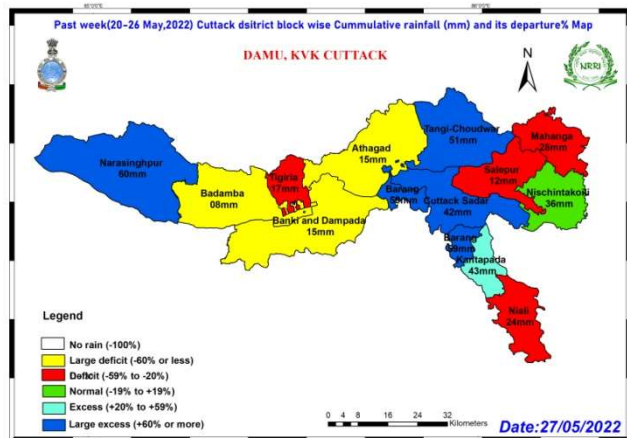 Past week(20-26 May,2022) Cuttack dsitrict block wise Cummulative rainfall (mm) and its departure% Map
DAMU, KVK CUTTACK
N
NRRI
Narasinghpur
60mm
Badamba
08mm
Tigiria
17mm
Banki and Dampada
15mm
Athagad
15mm
Tangi-Choudwar
51mm
Mahanga
28mm
Salepur
12mm
Nischintakoili
36mm
Barang
59mm
Cuttack Sadar
42mm
Barang
59mm
Kantapada
43mm
Niali
24mm
Legend
No rain (-100%)
Large deficit (-60% or less)
Deficit (-59% to -20%)
Normal (-19% to +19%)
Excess (+20% to +59%)
Large excess (+60% or more)
0 4 8 16 24 32
Kilometers
Date:27/05/2022